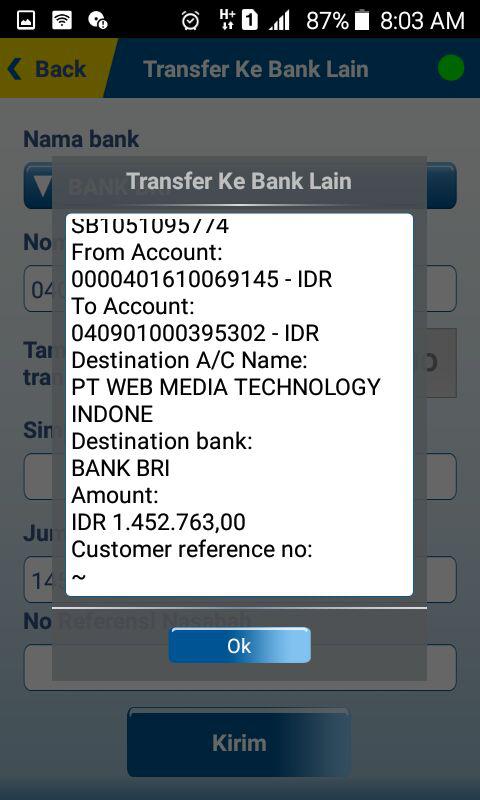 87% 8:03 AM
Back Transfer Ke Bank Lain
Nama bank
Transfer Ke Bank Lain
SB1051095774
From Account:
0000401610069145 - IDR
To Account:
040901000395302 - IDR
Destination A/C Name:
PT WEB MEDIA TECHNOLOGY
INDONE
Destination bank:
BANK BRI
Amount:
IDR 1.452.763,00
Customer reference no:
~
No Referensi Nasabah
Ok
Kirim